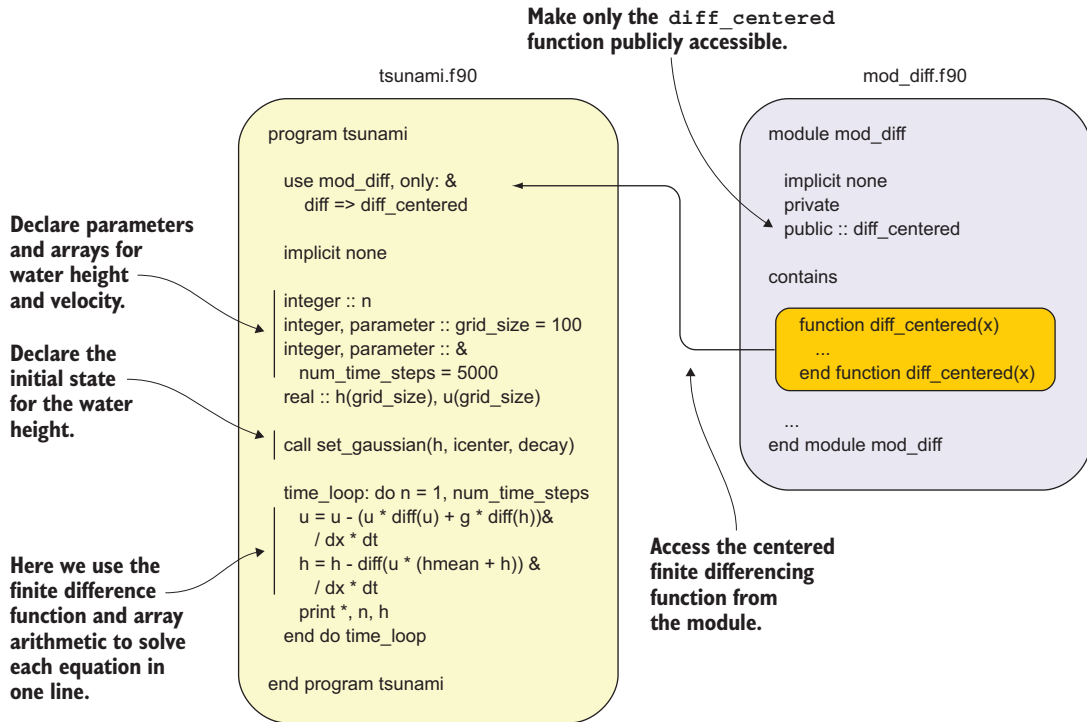 Make only the diff_centered
function publicly accessible.
tsunami.f90
program tsunami
use mod_diff, only: &
diff => diff_centered
implicit none
integer :: n
integer, parameter :: grid_size = 100
integer, parameter :: &
num_time_steps = 5000
real :: h(grid_size), u(grid_size)
call set_gaussian(h, icenter, decay)
time_loop: do n = 1, num_time_steps
u = u - (u * diff(u) + g * diff(h))&
/ dx * dt
h = h - diff(u * (hmean + h)) &
/ dx * dt
print *, n, h
end do time_loop
end program tsunami
Declare parameters
and arrays for
water height
and velocity.
Declare the
initial state
for the water
height.
Here we use the
finite difference
function and array
arithmetic to solve
each equation in
one line.
mod_diff.f90
module mod_diff
implicit none
private
public :: diff_centered
contains
function diff_centered(x)
...
end function diff_centered(x)
...
end module mod_diff
Access the centered
finite differencing
function from
the module.